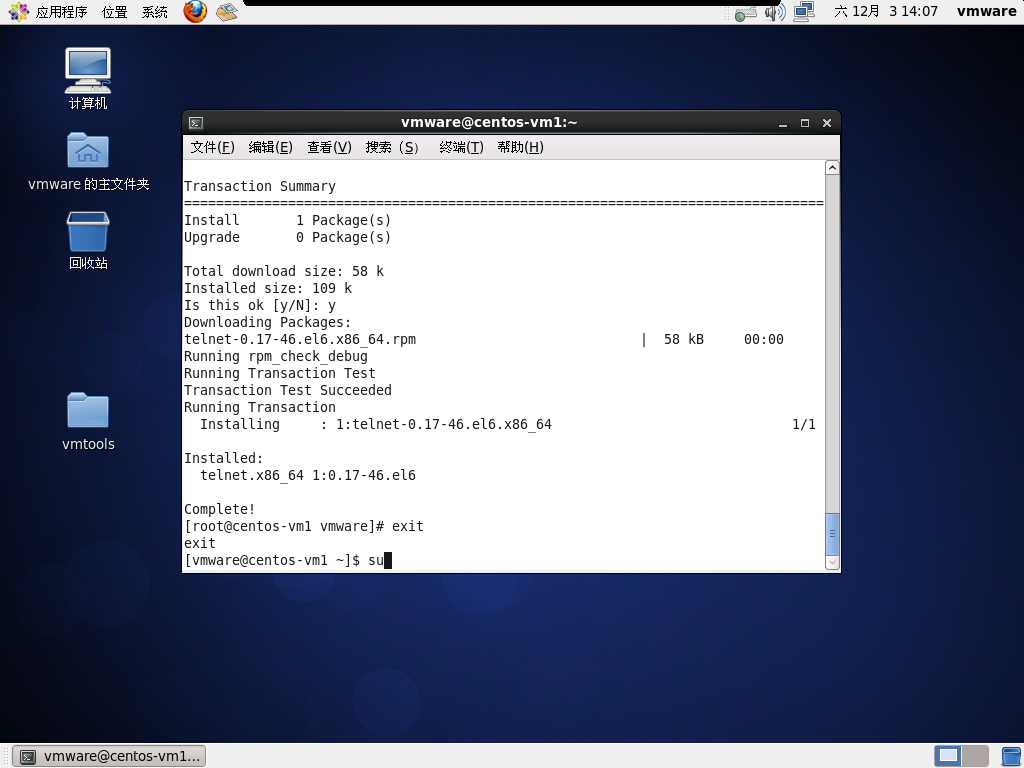 应用程序 位置 系统 六 12月 3 14:07 vmware
计算机
vmware 的主文件夹
回收站
vmtools
vmware@centos-vm1:~
文件(F) 编辑(E) 查看(V) 搜索（S） 终端(T) 帮助(H)
Transaction Summary
================================================================================
Install       1 Package(s)
Upgrade       0 Package(s)
Total download size: 58 k
Installed size: 109 k
Is this ok [y/N]: y
Downloading Packages:
telnet-0.17-46.el6.x86_64.rpm                            |  58 kB     00:00
Running rpm_check_debug
Running Transaction Test
Transaction Test Succeeded
Running Transaction
  Installing     : 1:telnet-0.17-46.el6.x86_64                              1/1
Installed:
  telnet.x86_64 1:0.17-46.el6
Complete!
[root@centos-vm1 vmware]# exit
exit
[vmware@centos-vm1 ~]$ su
vmware@centos-vm1...